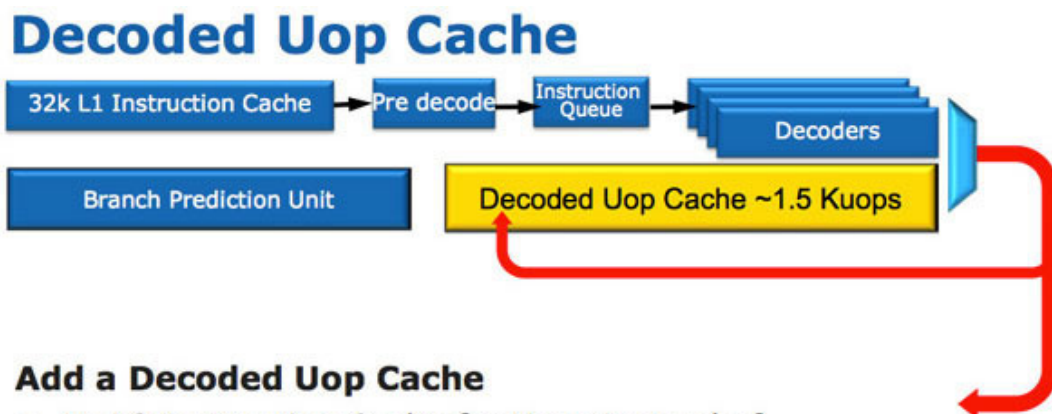 Decoded Uop Cache
32k L1 Instruction Cache
Pre decode
Instruction
Queue
Decoders
Branch Prediction Unit
Decoded Uop Cache ~1.5 Kuops
Add a Decoded Uop Cache